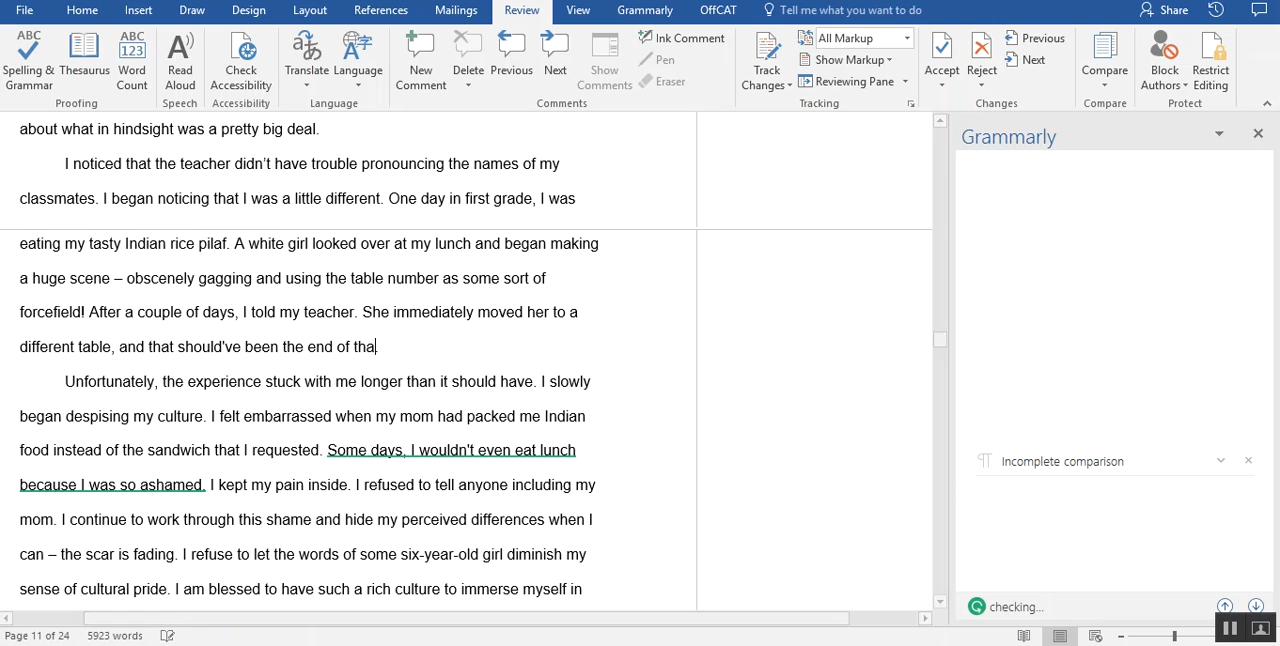 File Home Insert Draw Design Layout References Mailings Review View Grammarly OffCAT Tell me what you want to do Share
ABC Spelling & Grammar
Thesaurus
ABC 123 Word Count
Read Aloud
Check Accessibility
Translate
Language
New Comment
Delete
Previous
Next
Show Comments
Ink Comment
Pen
Eraser
Track Changes
All Markup
Show Markup
Reviewing Pane
Accept
Reject
Previous
Next
Compare
Block Authors
Restrict Editing
Proofing Speech Accessibility Language Comments Tracking Changes Compare Protect
about what in hindsight was a pretty big deal.
I noticed that the teacher didn’t have trouble pronouncing the names of my
classmates. I began noticing that I was a little different. One day in first grade, I was
eating my tasty Indian rice pilaf. A white girl looked over at my lunch and began making
a huge scene – obscenely gagging and using the table number as some sort of
forcefield! After a couple of days, I told my teacher. She immediately moved her to a
different table, and that should've been the end of tha
Unfortunately, the experience stuck with me longer than it should have. I slowly
began despising my culture. I felt embarrassed when my mom had packed me Indian
food instead of the sandwich that I requested. Some days, I wouldn't even eat lunch
because I was so ashamed. I kept my pain inside. I refused to tell anyone including my
mom. I continue to work through this shame and hide my perceived differences when I
can – the scar is fading. I refuse to let the words of some six-year-old girl diminish my
sense of cultural pride. I am blessed to have such a rich culture to immerse myself in
Grammarly
Incomplete comparison
checking...
Page 11 of 24 5923 words